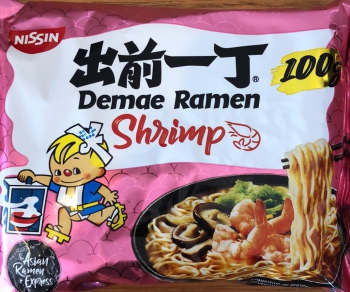 NISSIN
出前一丁®
100g
Demae Ramen
Shrimp
Asian
Ramen
Express